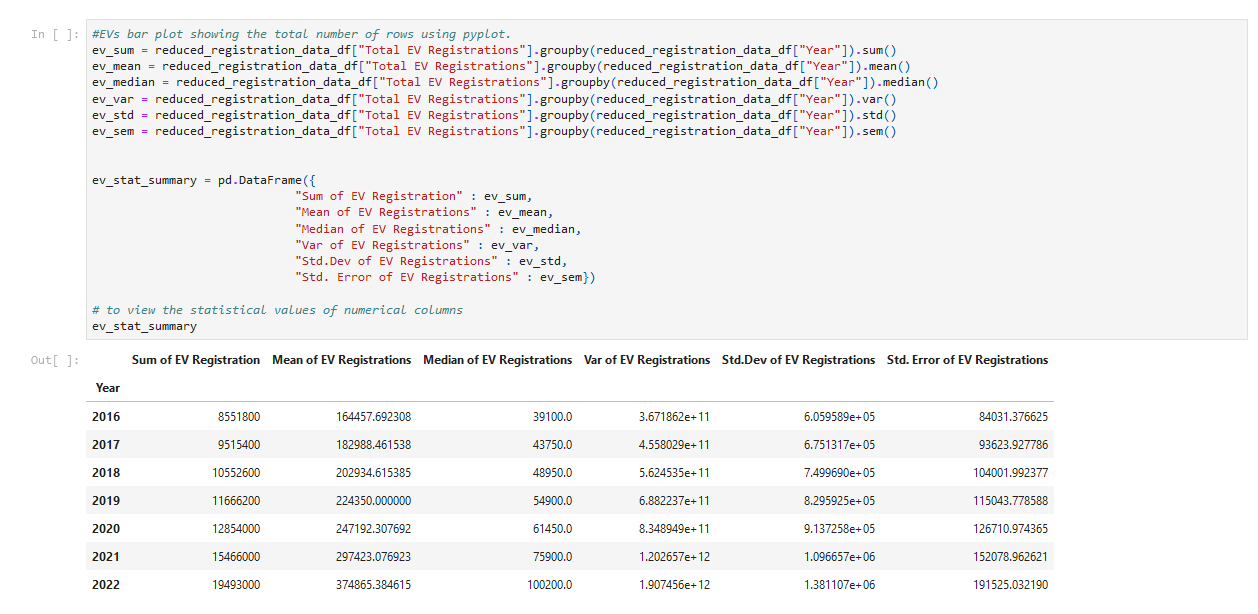 In [ ]: #EVs bar plot showing the total number of rows using pyplot.
ev_sum = reduced_registration_data_df["Total EV Registrations"].groupby(reduced_registration_data_df["Year"]).sum()
ev_mean = reduced_registration_data_df["Total EV Registrations"].groupby(reduced_registration_data_df["Year"]).mean()
ev_median = reduced_registration_data_df["Total EV Registrations"].groupby(reduced_registration_data_df["Year"]).median()
ev_var = reduced_registration_data_df["Total EV Registrations"].groupby(reduced_registration_data_df["Year"]).var()
ev_std = reduced_registration_data_df["Total EV Registrations"].groupby(reduced_registration_data_df["Year"]).std()
ev_sem = reduced_registration_data_df["Total EV Registrations"].groupby(reduced_registration_data_df["Year"]).sem()
ev_stat_summary = pd.DataFrame({
"Sum of EV Registration" : ev_sum,
"Mean of EV Registrations" : ev_mean,
"Median of EV Registrations" : ev_median,
"Var of EV Registrations" : ev_var,
"Std.Dev of EV Registrations" : ev_std,
"Std. Error of EV Registrations" : ev_sem})
# to view the statistical values of numerical columns
ev_stat_summary
Out[ ]: Sum of EV Registration Mean of EV Registrations Median of EV Registrations Var of EV Registrations Std.Dev of EV Registrations Std. Error of EV Registrations
Year
2016 8551800 164457.692308 39100.0 3.671862e+11 6.059589e+05 84031.376625
2017 9515400 182988.461538 43750.0 4.558029e+11 6.751317e+05 93623.927786
2018 10552600 202934.615385 48950.0 5.624535e+11 7.499690e+05 104001.992377
2019 11666200 224350.000000 54900.0 6.882237e+11 8.295925e+05 115043.778588
2020 12854000 247192.307692 61450.0 8.348949e+11 9.137258e+05 126710.974365
2021 15466000 297423.076923 75900.0 1.202657e+12 1.096657e+06 152078.962621
2022 19493000 374865.384615 100200.0 1.907456e+12 1.381107e+06 191525.032190